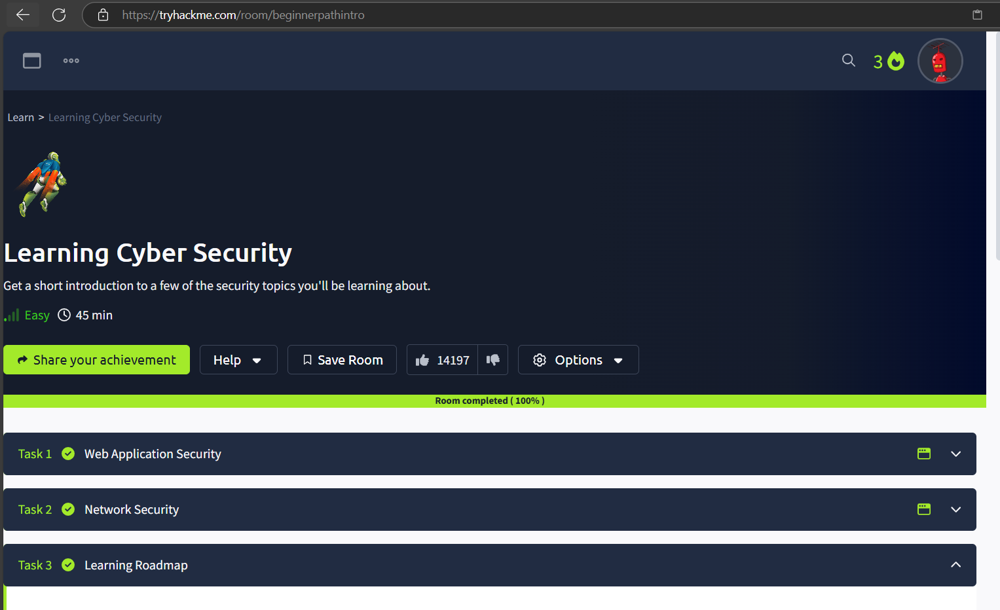 https://tryhackme.com/room/beginnerpathintro
3
Learn > Learning Cyber Security
Learning Cyber Security
Get a short introduction to a few of the security topics you'll be learning about.
Easy 45 min
Share your achievement Help Save Room 14197 Options
Room completed ( 100% )
Task 1 Web Application Security
Task 2 Network Security
Task 3 Learning Roadmap